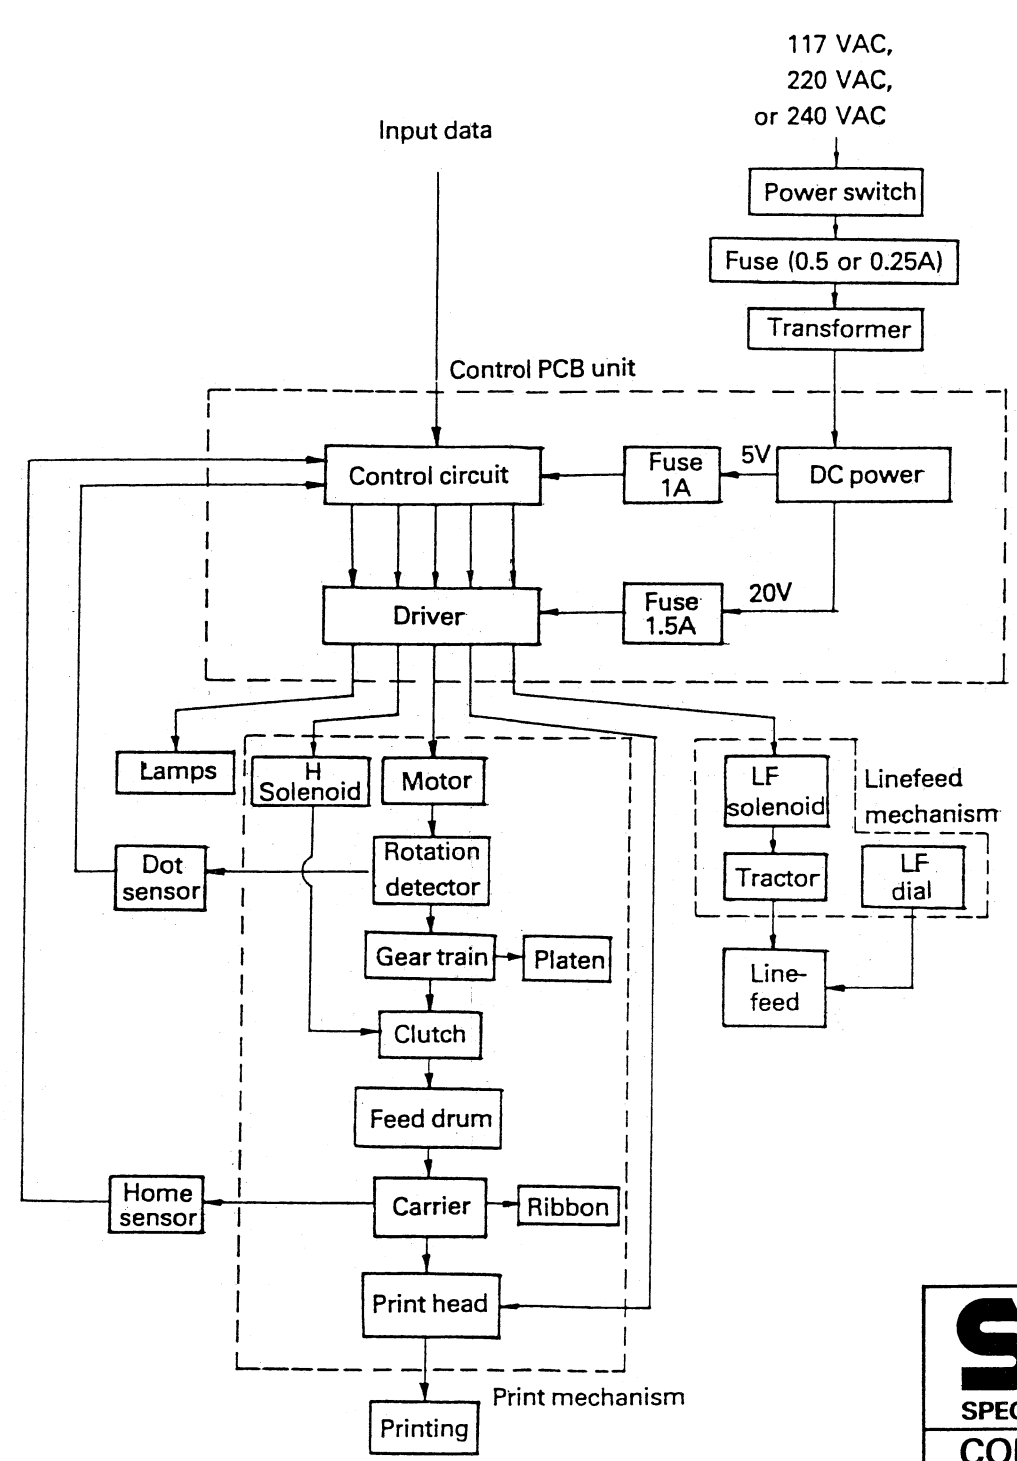 117 VAC,
220 VAC,
or 240 VAC
Input data
Power switch
Fuse (0.5 or 0.25A)
Transformer
Control PCB unit
Control circuit
Fuse
1A
5V
DC power
Driver
Fuse
1.5A
20V
Lamps
H
Solenoid
Motor
LF
solenoid
Linefeed
mechanism
Dot
sensor
Rotation
detector
Tractor
LF
dial
Gear train
Platen
Line-
feed
Clutch
Feed drum
Home
sensor
Carrier
Ribbon
Print head
Print mechanism
Printing